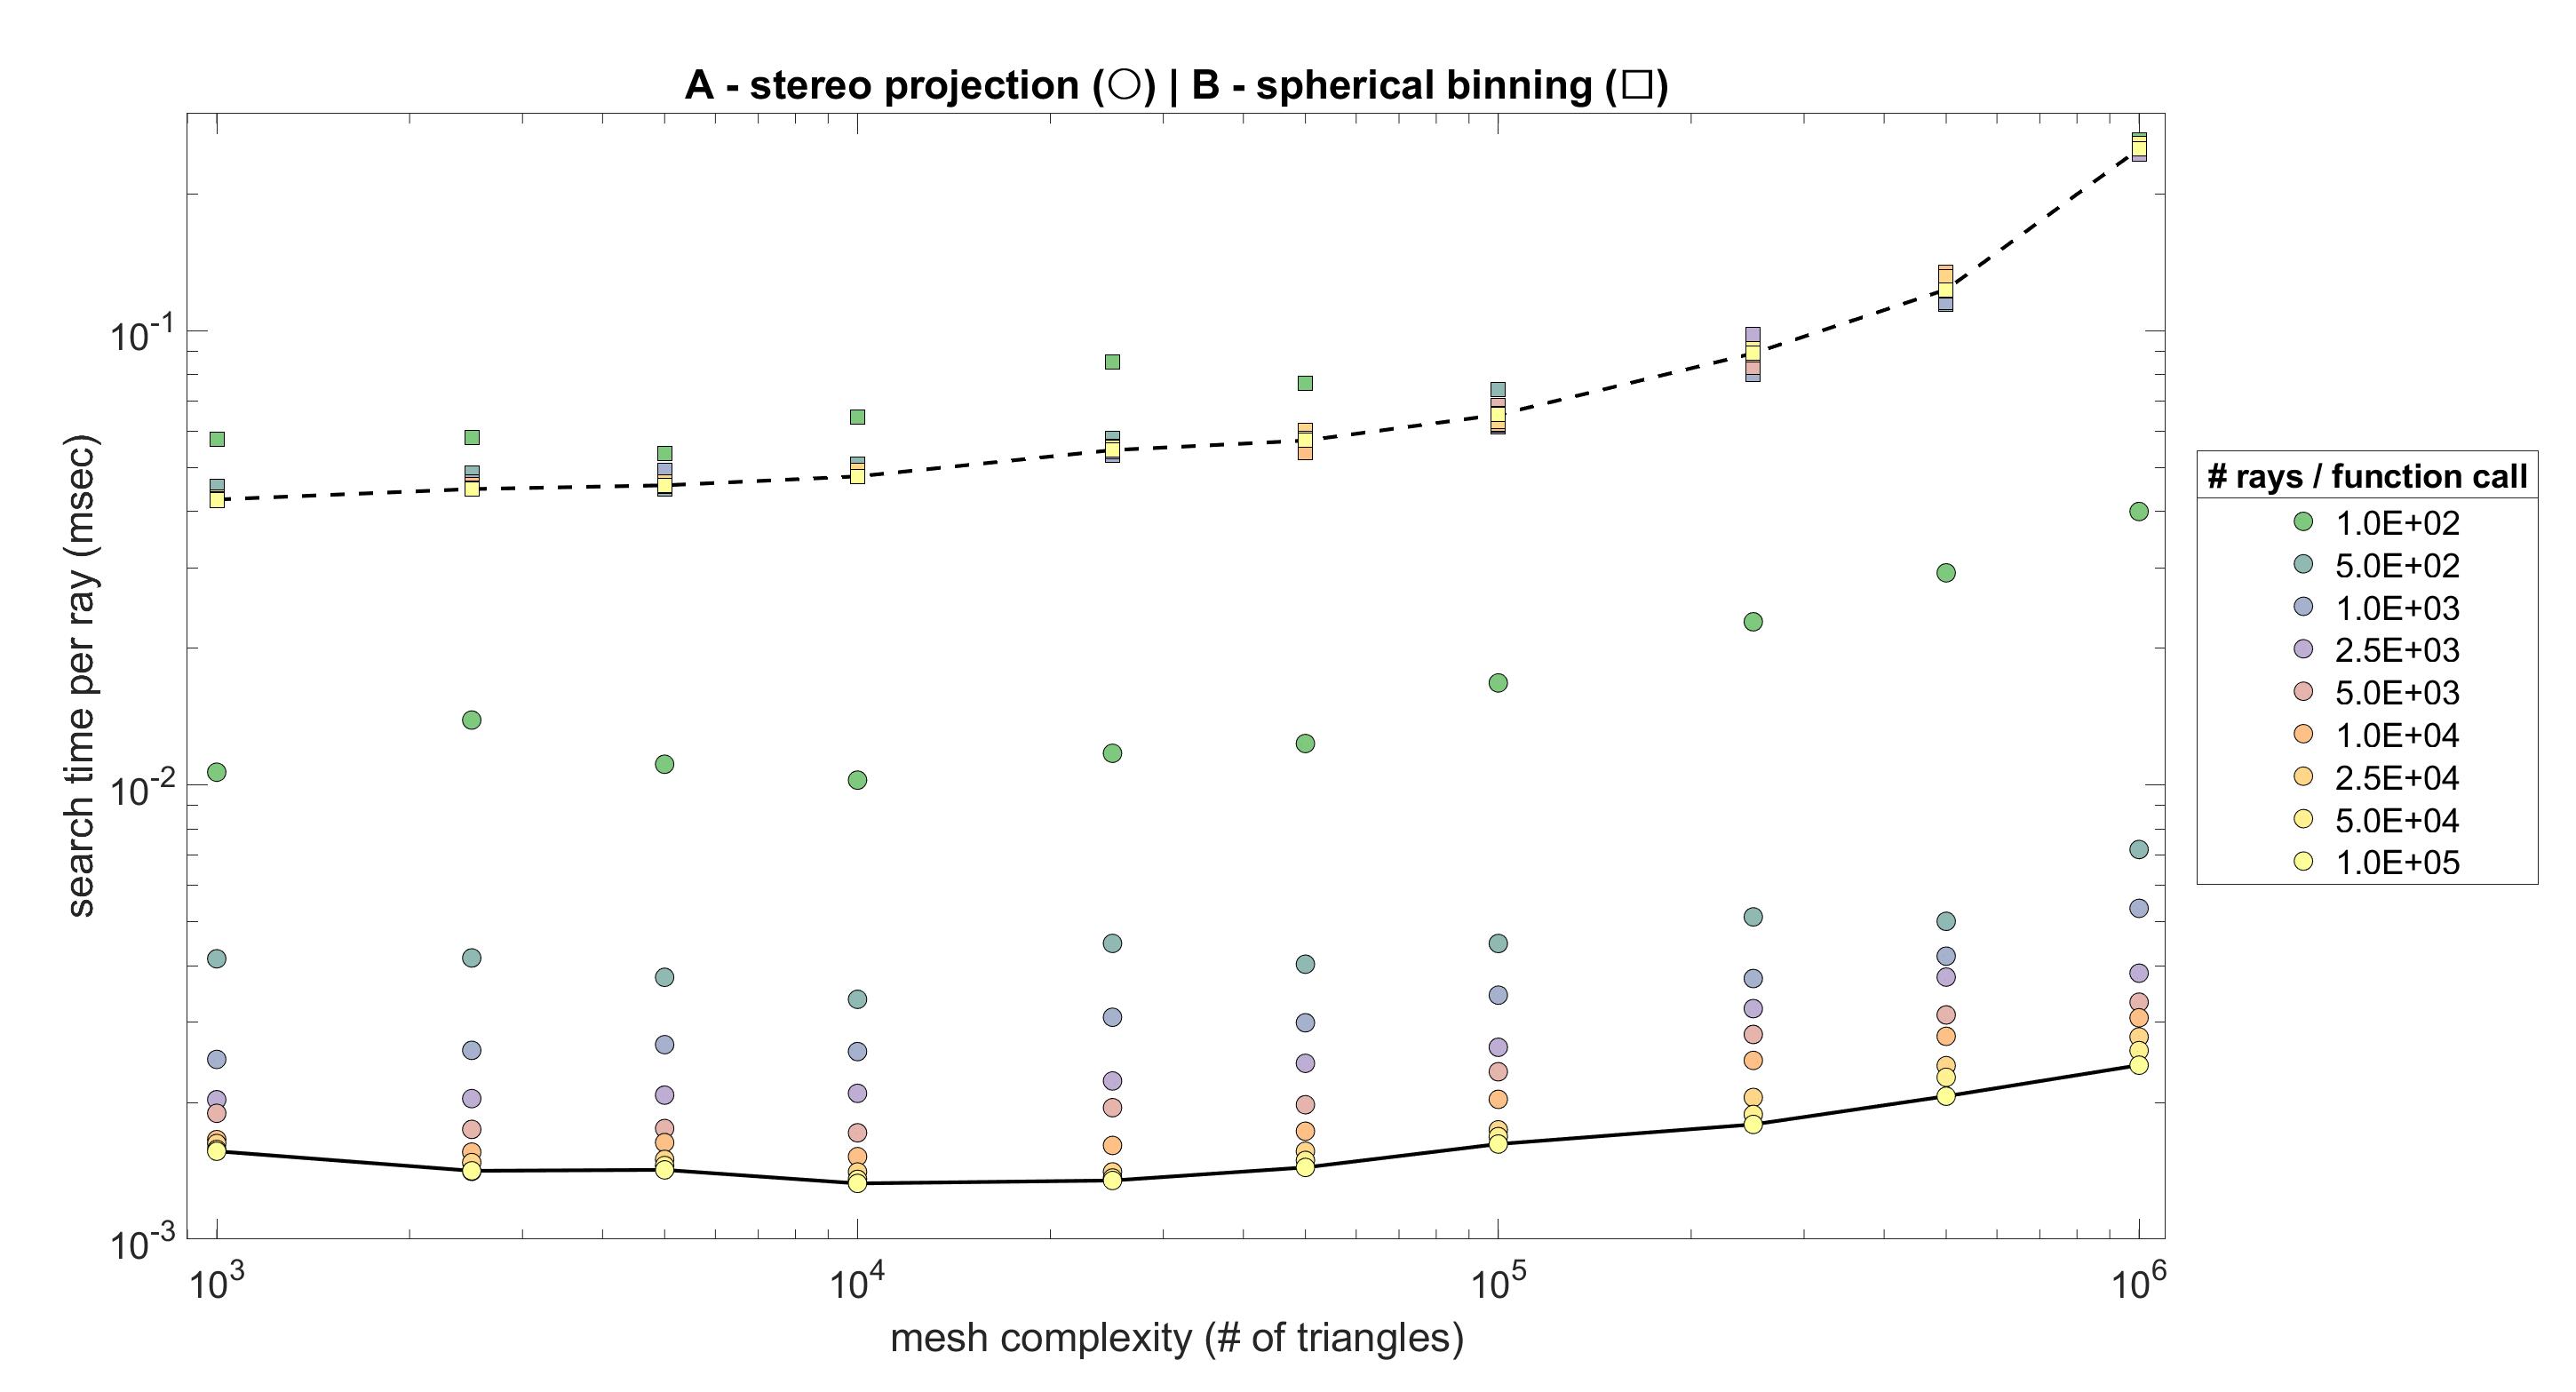 A - stereo projection (○) | B - spherical binning (□)
search time per ray (msec)
10^-1
10^-2
10^-3
10^3 10^4 10^5 10^6
mesh complexity (# of triangles)
# rays / function call
1.0E+02
5.0E+02
1.0E+03
2.5E+03
5.0E+03
1.0E+04
2.5E+04
5.0E+04
1.0E+05